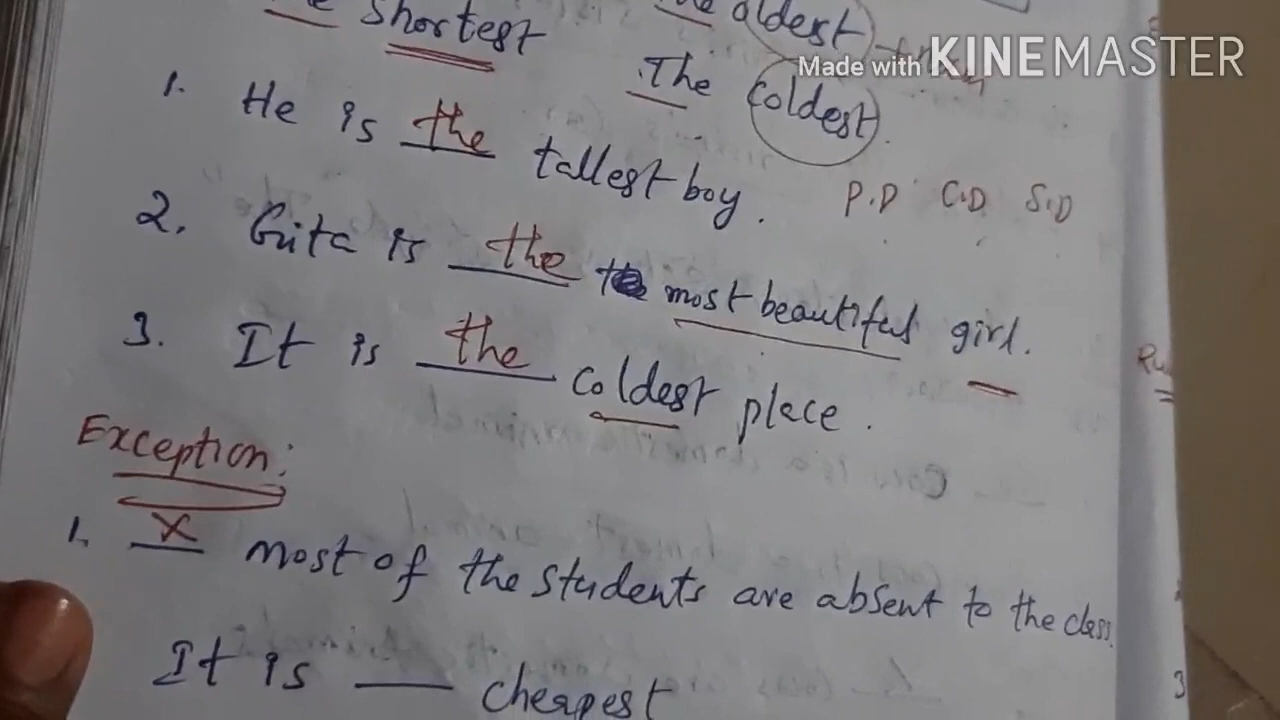 shortest
oldest
Made with KINEMASTER
The coldest.
1. He is the tallest boy.
P.D C.D S.D
2. Gita is the most beautiful girl.
3. It is the coldest place.
Exception:
1. X most of the students are absent to the class.
It is ___ cheapest